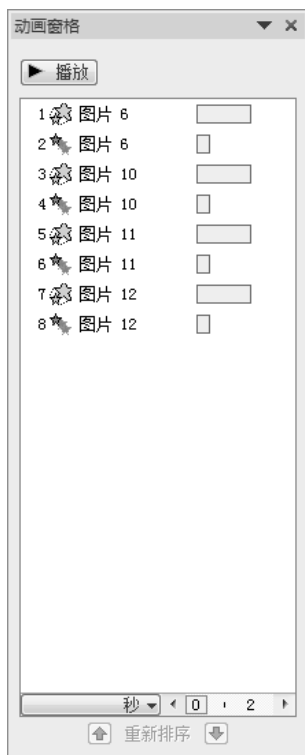 动画窗格
播放
1 图片 6
2 图片 6
3 图片 10
4 图片 10
5 图片 11
6 图片 11
7 图片 12
8 图片 12
秒 0 2
重新排序